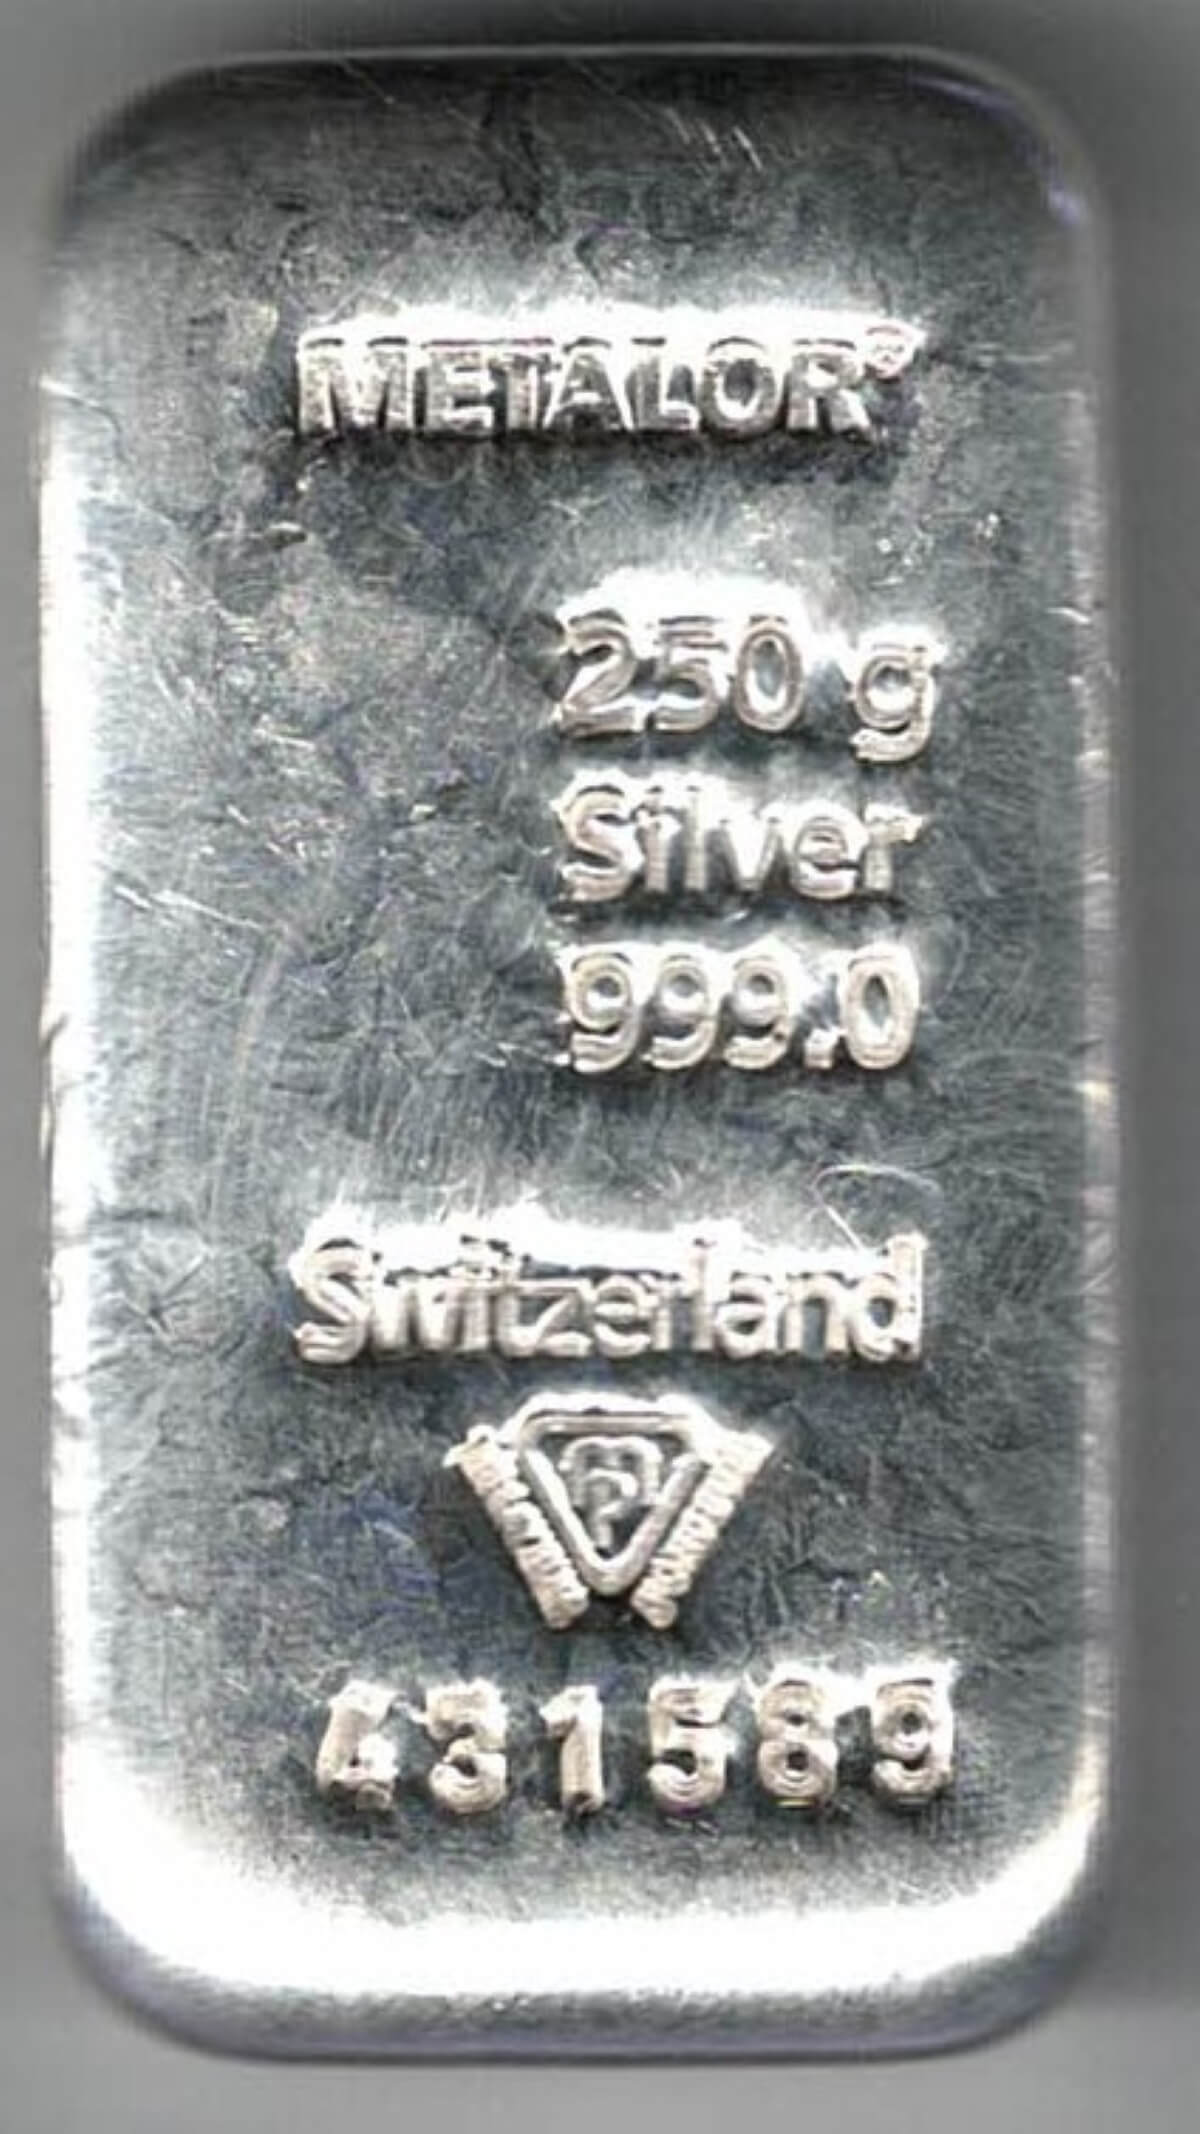 METALOR®
250 g
Silver
999.0
Switzerland
431589